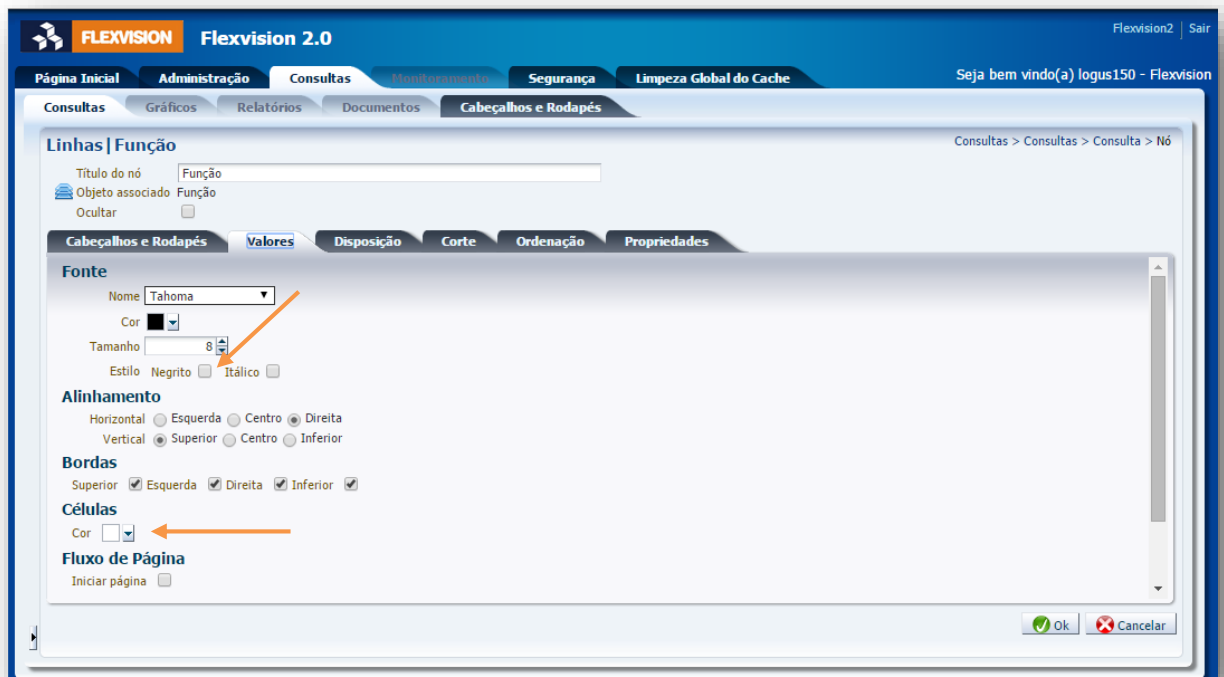 FLEXVISION Flexvision 2.0
Flexvision2 Sair
Página Inicial Administração Consultas Monitoramento Segurança Limpeza Global do Cache
Seja bem vindo(a) logus150 - Flexvision
Consultas Gráficos Relatórios Documentos Cabeçalhos e Rodapés
Linhas|Função
Consultas > Consultas > Consulta > Nó
Título do nó Função
Objeto associado Função
Ocultar
Cabeçalhos e Rodapés Valores Disposição Corte Ordenação Propriedades
Fonte
Nome Tahoma
Cor
Tamanho 8
Estilo Negrito Itálico
Alinhamento
Horizontal Esquerda Centro Direita
Vertical Superior Centro Inferior
Bordas
Superior Esquerda Direita Inferior
Células
Cor
Fluxo de Página
Iniciar página
Ok Cancelar